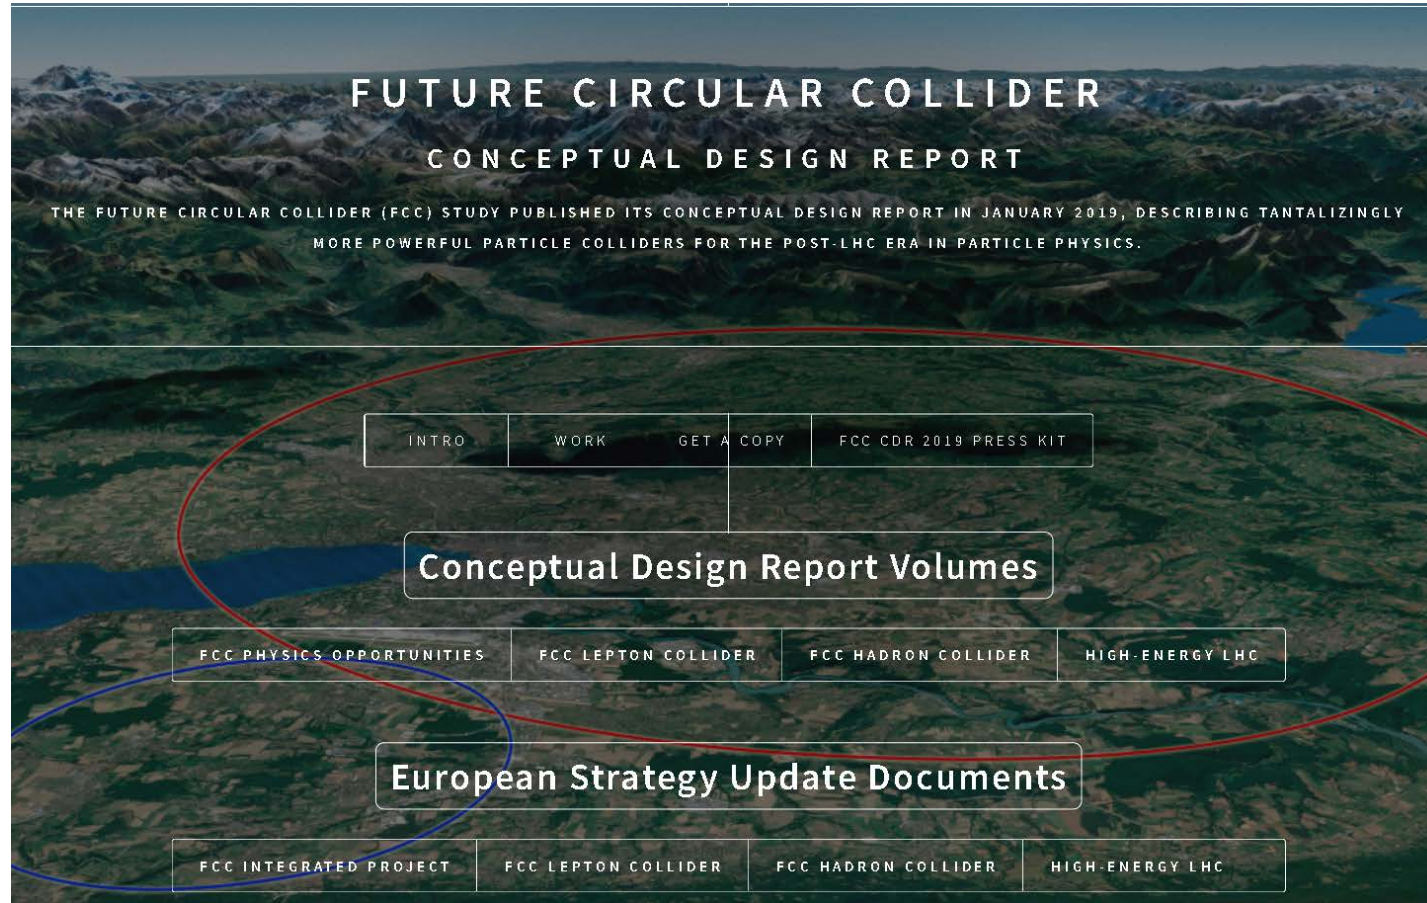 FUTURE CIRCULAR COLLIDER
CONCEPTUAL DESIGN REPORT
THE FUTURE CIRCULAR COLLIDER (FCC) STUDY PUBLISHED ITS CONCEPTUAL DESIGN REPORT IN JANUARY 2019, DESCRIBING TANTALIZINGLY
MORE POWERFUL PARTICLE COLLIDERS FOR THE POST-LHC ERA IN PARTICLE PHYSICS.
INTRO WORK GET A COPY FCC CDR 2019 PRESS KIT
Conceptual Design Report Volumes
FCC PHYSICS OPPORTUNITIES FCC LEPTON COLLIDER FCC HADRON COLLIDER HIGH-ENERGY LHC
European Strategy Update Documents
FCC INTEGRATED PROJECT FCC LEPTON COLLIDER FCC HADRON COLLIDER HIGH-ENERGY LHC